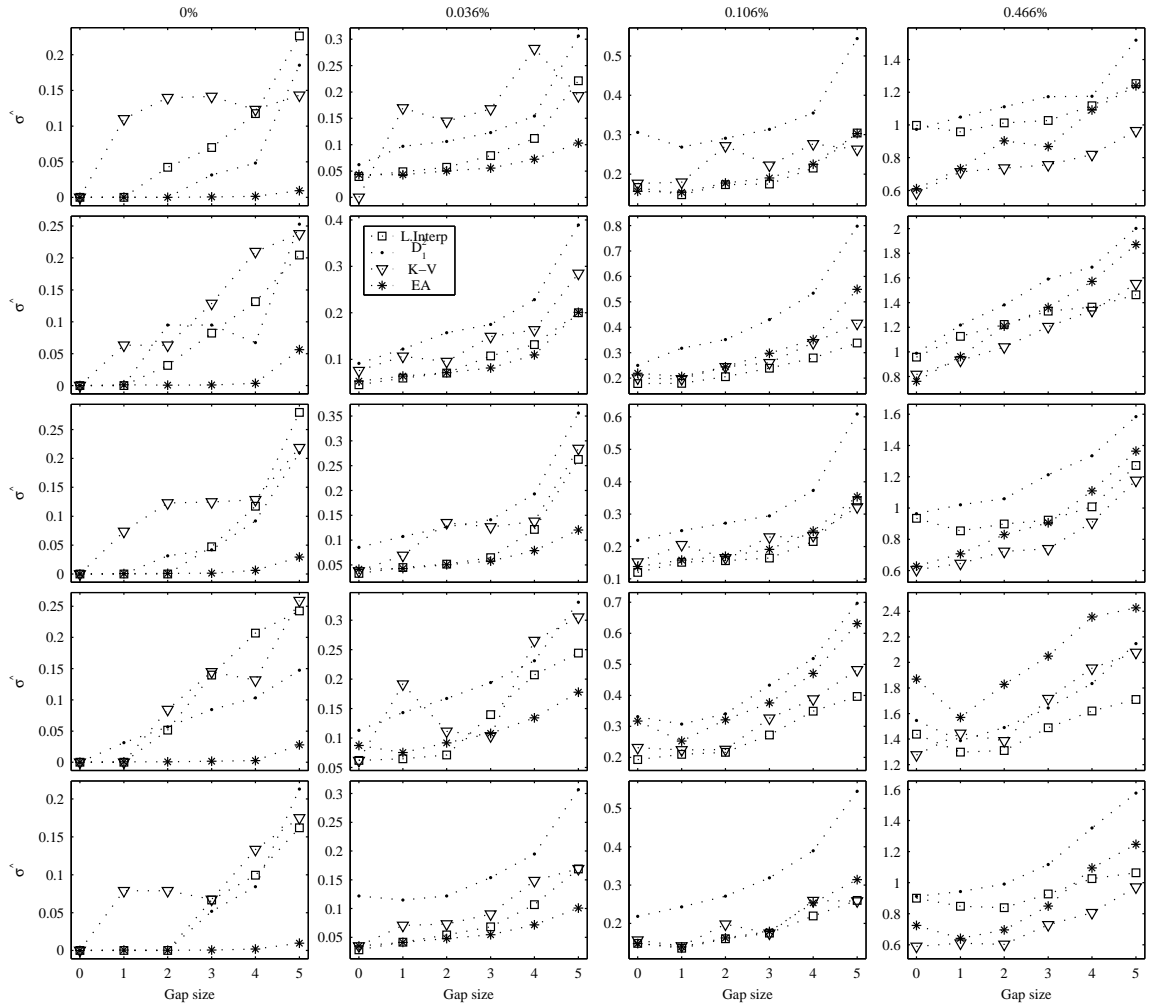 0% 0.036% 0.106% 0.466%
0.2 0.15 0.1 0.05 0 σ^
0.3 0.25 0.2 0.15 0.1 0.05 0
0.5 0.4 0.3 0.2
1.4 1.2 1 0.8 0.6
0.25 0.2 0.15 0.1 0.05 0 σ^
0.4 0.3 0.2 0.1
L.Interp
D²₁
K−V
EA
0.8 0.7 0.6 0.5 0.4 0.3 0.2
2 1.8 1.6 1.4 1.2 1 0.8
0.25 0.2 0.15 0.1 0.05 0 σ^
0.35 0.3 0.25 0.2 0.15 0.1 0.05
0.6 0.5 0.4 0.3 0.2 0.1
1.6 1.4 1.2 1 0.8 0.6
0.25 0.2 0.15 0.1 0.05 0 σ^
0.3 0.25 0.2 0.15 0.1 0.05
0.7 0.6 0.5 0.4 0.3 0.2
2.4 2.2 2 1.8 1.6 1.4 1.2
0.2 0.15 0.1 0.05 0 σ^
0.3 0.25 0.2 0.15 0.1 0.05
0.5 0.4 0.3 0.2
1.6 1.4 1.2 1 0.8 0.6
0 1 2 3 4 5 0 1 2 3 4 5 0 1 2 3 4 5 0 1 2 3 4 5
Gap size Gap size Gap size Gap size